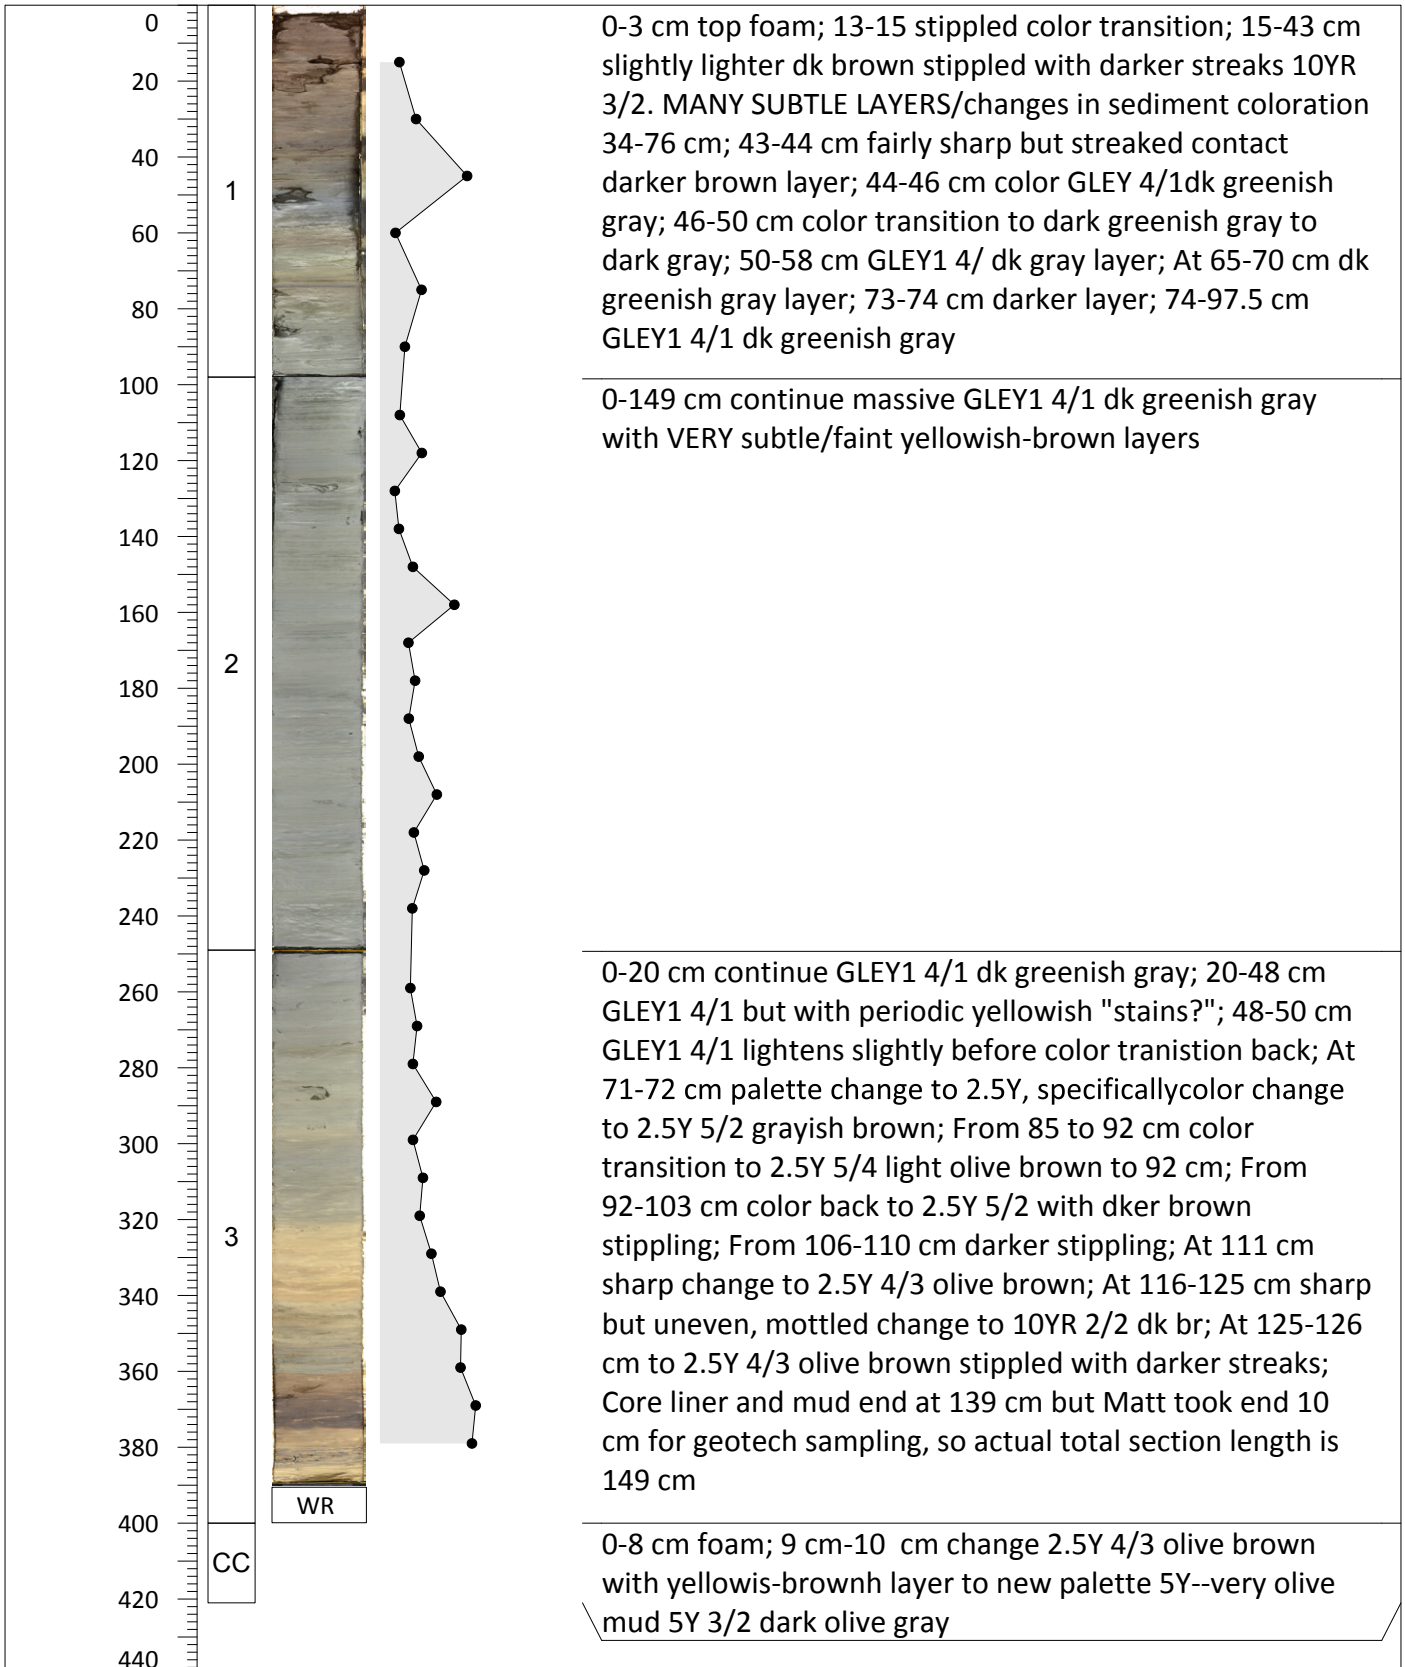 0
20
40
60
80
100
120
140
160
180
200
220
240
260
280
300
320
340
360
380
400
420
440
1
2
3
WR
CC
0-3 cm top foam; 13-15 stippled color transition; 15-43 cm
slightly lighter dk brown stippled with darker streaks 10YR
3/2. MANY SUBTLE LAYERS/changes in sediment coloration
34-76 cm; 43-44 cm fairly sharp but streaked contact
darker brown layer; 44-46 cm color GLEY 4/1dk greenish
gray; 46-50 cm color transition to dark greenish gray to
dark gray; 50-58 cm GLEY1 4/ dk gray layer; At 65-70 cm dk
greenish gray layer; 73-74 cm darker layer; 74-97.5 cm
GLEY1 4/1 dk greenish gray
0-149 cm continue massive GLEY1 4/1 dk greenish gray
with VERY subtle/faint yellowish-brown layers
0-20 cm continue GLEY1 4/1 dk greenish gray; 20-48 cm
GLEY1 4/1 but with periodic yellowish "stains?"; 48-50 cm
GLEY1 4/1 lightens slightly before color tranistion back; At
71-72 cm palette change to 2.5Y, specificallycolor change
to 2.5Y 5/2 grayish brown; From 85 to 92 cm color
transition to 2.5Y 5/4 light olive brown to 92 cm; From
92-103 cm color back to 2.5Y 5/2 with dker brown
stippling; From 106-110 cm darker stippling; At 111 cm
sharp change to 2.5Y 4/3 olive brown; At 116-125 cm sharp
but uneven, mottled change to 10YR 2/2 dk br; At 125-126
cm to 2.5Y 4/3 olive brown stippled with darker streaks;
Core liner and mud end at 139 cm but Matt took end 10
cm for geotech sampling, so actual total section length is
149 cm
0-8 cm foam; 9 cm-10  cm change 2.5Y 4/3 olive brown
with yellowis-brownh layer to new palette 5Y--very olive
mud 5Y 3/2 dark olive gray